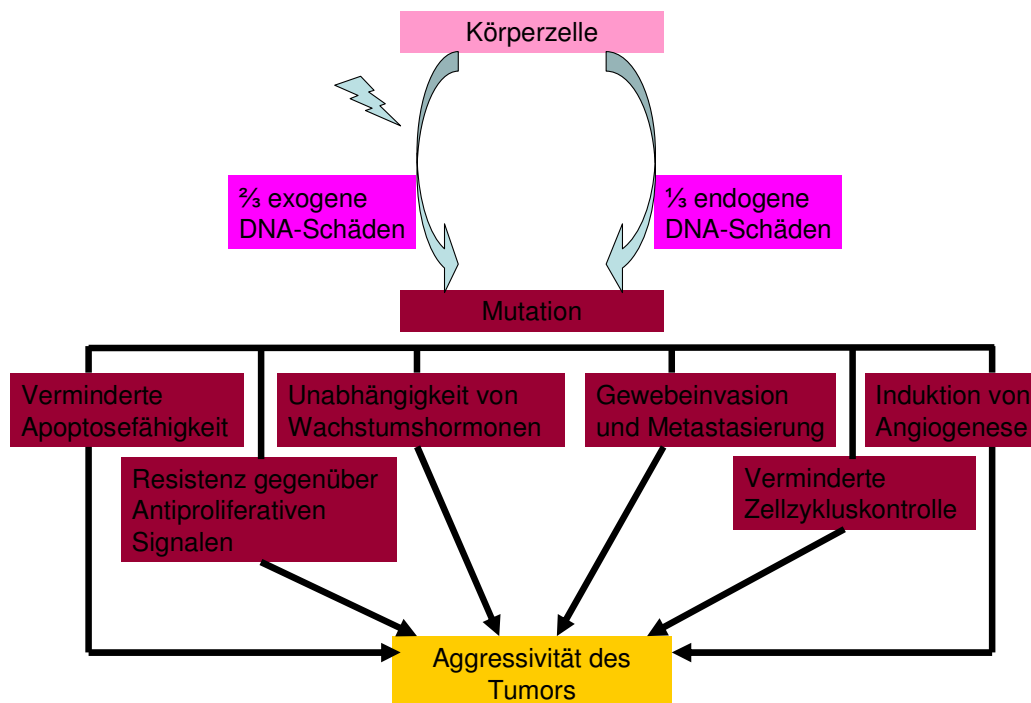 Körperzelle
⅔ exogene
DNA-Schäden
⅓ endogene
DNA-Schäden
Mutation
Verminderte
Apoptosefähigkeit
Unabhängigkeit von
Wachstumshormonen
Gewebeinvasion
und Metastasierung
Induktion von
Angiogenese
Resistenz gegenüber
Antiproliferativen
Signalen
Verminderte
Zellzykluskontrolle
Aggressivität des
Tumors